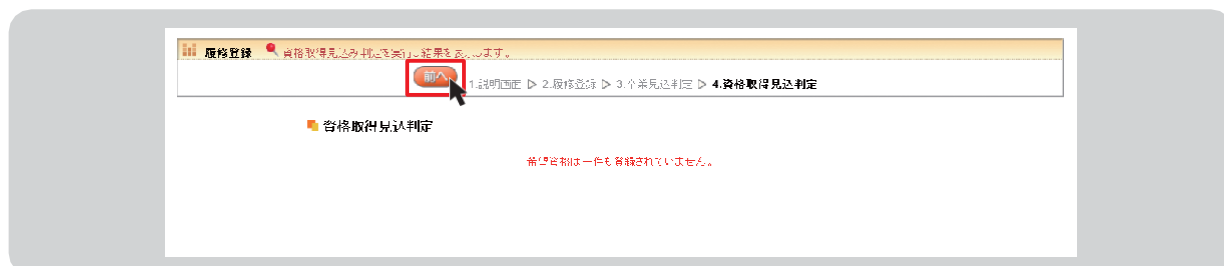 履修登録 資格取得見込み判定を実行し結果を表示します。
前へ 1.説明画面 ▷ 2.履修登録 ▷ 3.卒業見込判定 ▷ 4.資格取得見込判定
資格取得見込判定
希望資格は一件も登録されていません。